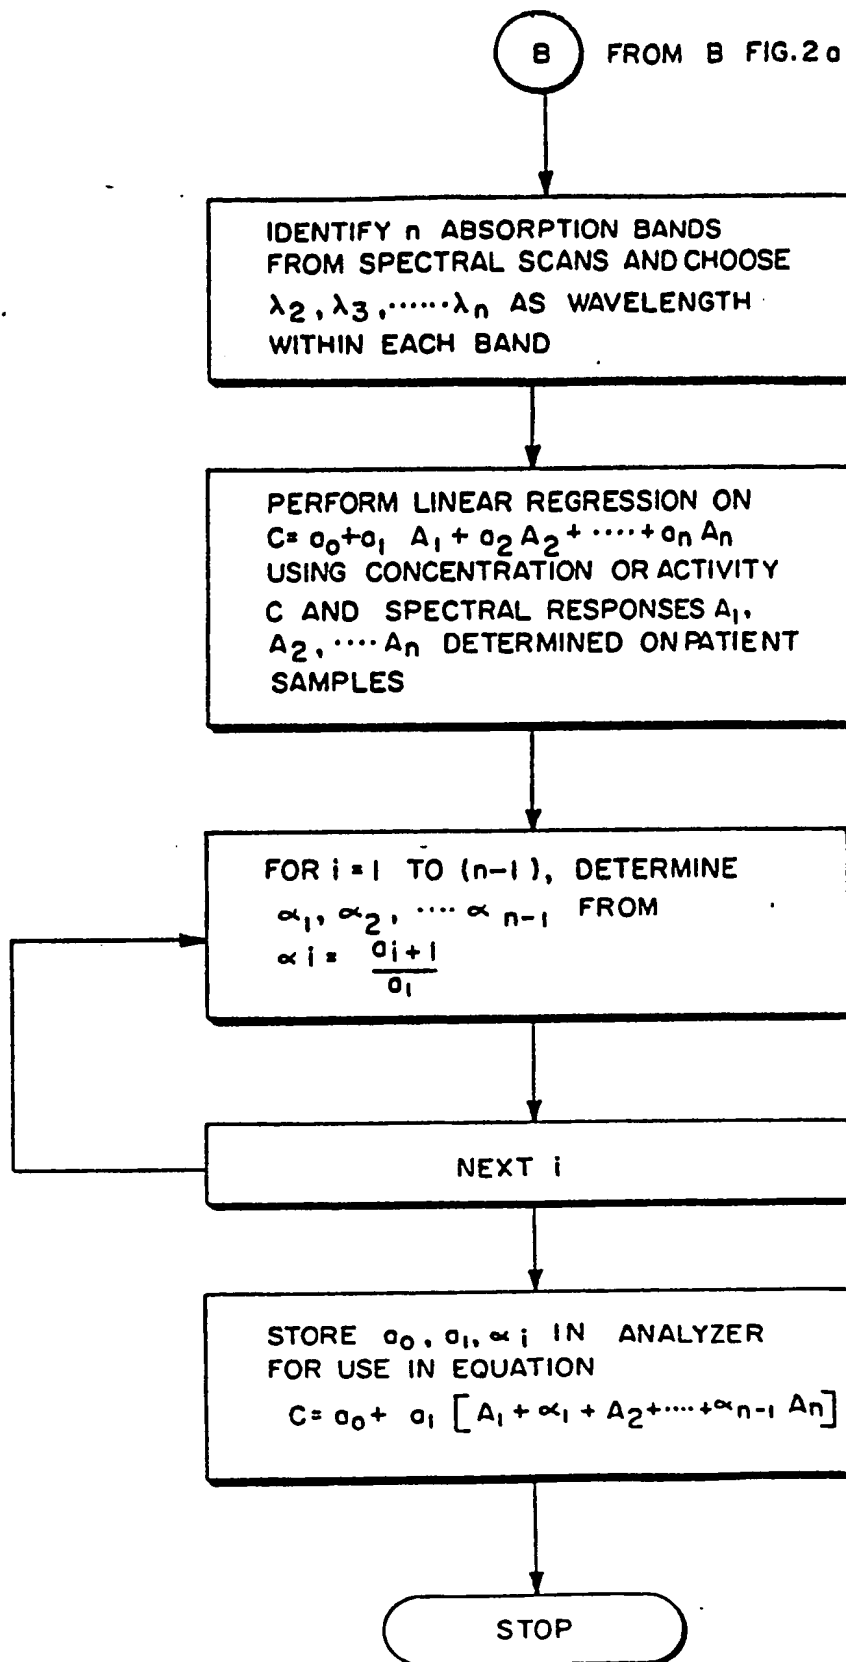 B FROM B FIG.2a
IDENTIFY n ABSORPTION BANDS
FROM SPECTRAL SCANS AND CHOOSE
λ2, λ3, ······λn AS WAVELENGTH
WITHIN EACH BAND
PERFORM LINEAR REGRESSION ON
C= a0+a1 A1 + a2 A2 + ···· + an An
USING CONCENTRATION OR ACTIVITY
C AND SPECTRAL RESPONSES A1,
A2, ···· An DETERMINED ON PATIENT
SAMPLES
FOR i = 1 TO (n-1), DETERMINE
α1, α2, ···· α n-1 FROM
α i = ai+1
a1
NEXT i
STORE a0, a1, α i IN ANALYZER
FOR USE IN EQUATION
C= a0+ a1 [A1 + α1 + A2 +····+ αn-1 An]
STOP